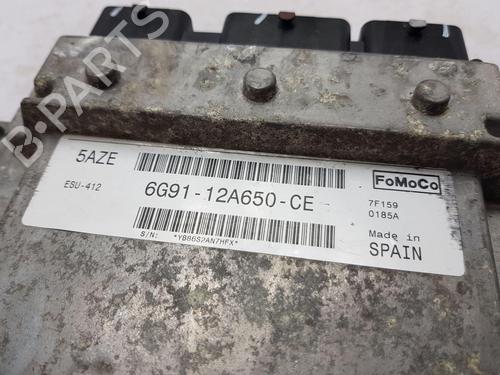 B-PARTS
5AZE
FoMoCo
ESU-412
6G91-12A650-CE
7F159
0185A
S/N: *YB86S2AN7HFX*
Made in
SPAIN